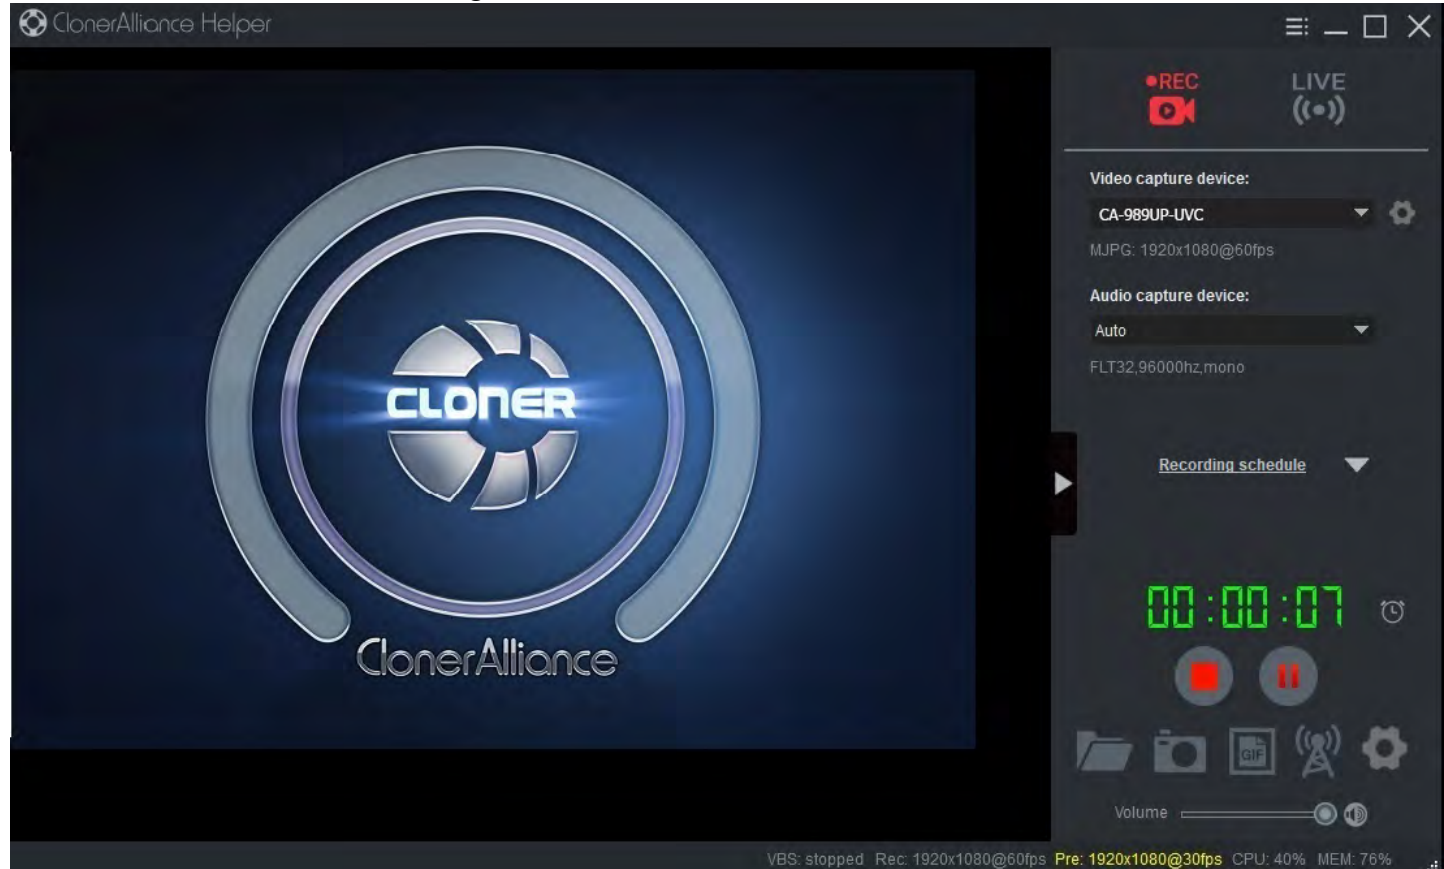 ClonerAlliance Helper
REC
LIVE
Video capture device:
CA-989UP-UVC
MJPG: 1920x1080@60fps
Audio capture device:
Auto
FLT32,96000hz,mono
CLONER
ClonerAlliance
Recording schedule
00:00:07
GIF
Volume
VBS: stopped Rec: 1920x1080@60fps Pre: 1920x1080@30fps CPU: 40% MEM: 76%